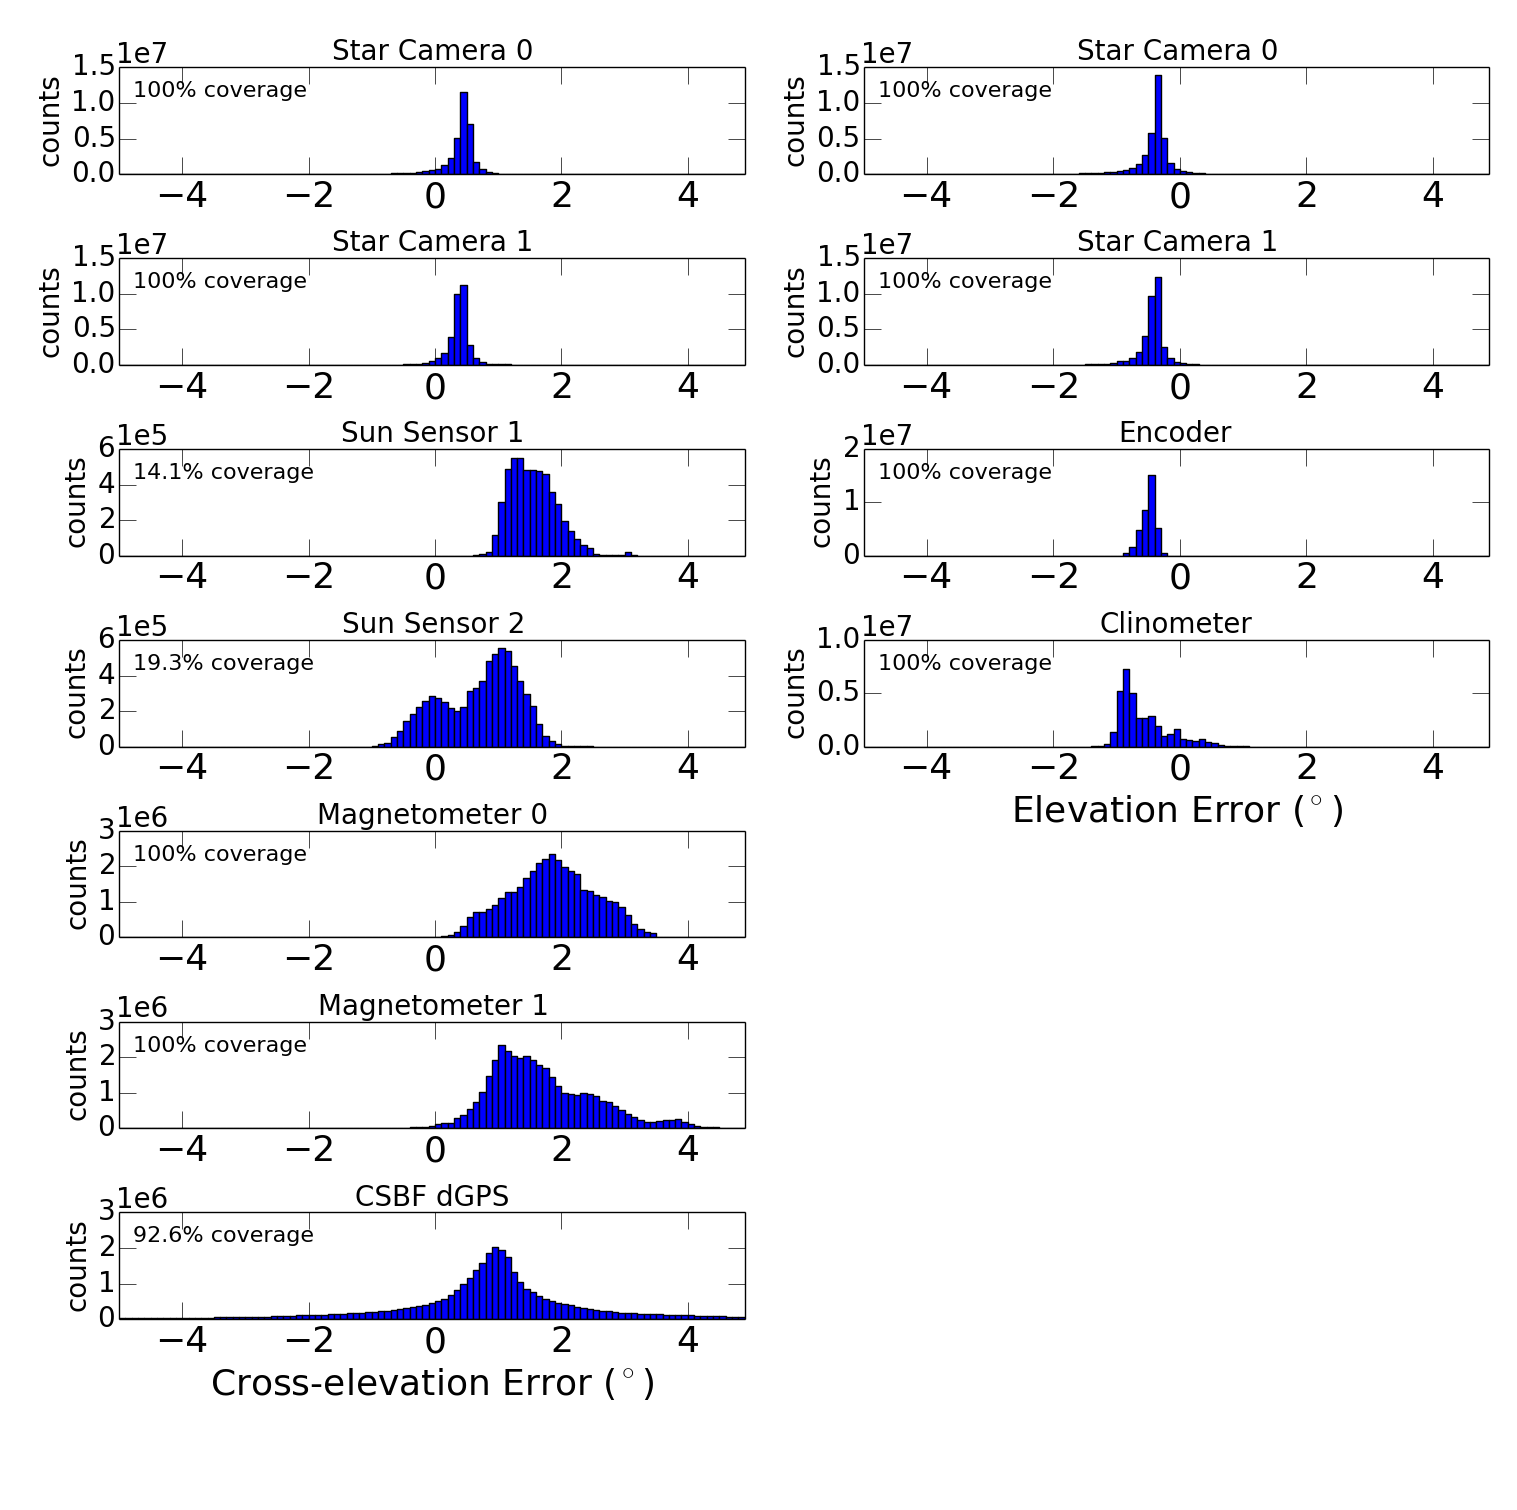 1e7
Star Camera 0
100% coverage
counts
1.5
1.0
0.5
0.0
−4 −2 0 2 4
1e7
Star Camera 1
100% coverage
counts
1.5
1.0
0.5
0.0
−4 −2 0 2 4
1e5
Sun Sensor 1
14.1% coverage
counts
6
4
2
0
−4 −2 0 2 4
1e5
Sun Sensor 2
19.3% coverage
counts
6
4
2
0
−4 −2 0 2 4
1e6
Magnetometer 0
100% coverage
counts
3
2
1
0
−4 −2 0 2 4
1e6
Magnetometer 1
100% coverage
counts
3
2
1
0
−4 −2 0 2 4
1e6
CSBF dGPS
92.6% coverage
counts
3
2
1
0
−4 −2 0 2 4
Cross-elevation Error (°)
1e7
Star Camera 0
100% coverage
counts
1.5
1.0
0.5
0.0
−4 −2 0 2 4
1e7
Star Camera 1
100% coverage
counts
1.5
1.0
0.5
0.0
−4 −2 0 2 4
1e7
Encoder
100% coverage
counts
2
1
0
−4 −2 0 2 4
1e7
Clinometer
100% coverage
counts
1.0
0.5
0.0
−4 −2 0 2 4
Elevation Error (°)